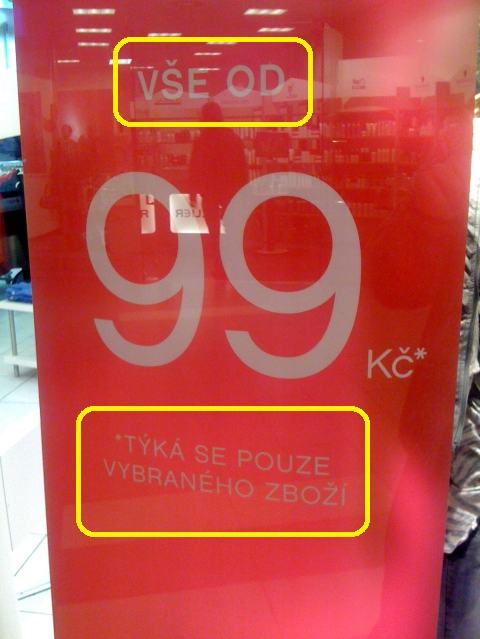 VŠE OD
99
Kč*
*TÝKÁ SE POUZE
VYBRANÉHO ZBOŽÍ